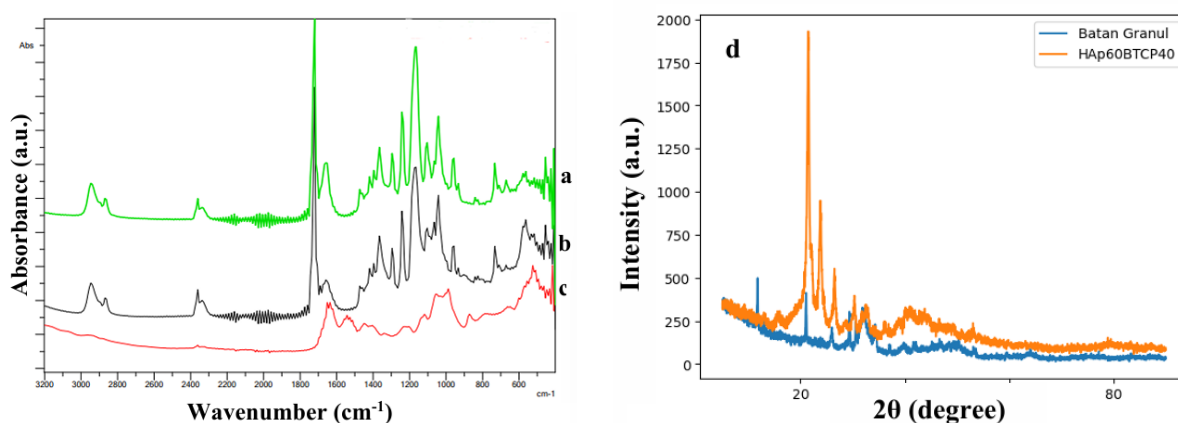 Abs
Absorbance (a.u.)
a
b
c
3200 3000 2800 2600 2400 2200 2000 1800 1600 1400 1200 1000 800 600
cm-1
Wavenumber (cm-1)
d
Batan Granul
HAp60BTCP40
Intensity (a.u.)
2000
1750
1500
1250
1000
750
500
250
0
20 80
2θ (degree)